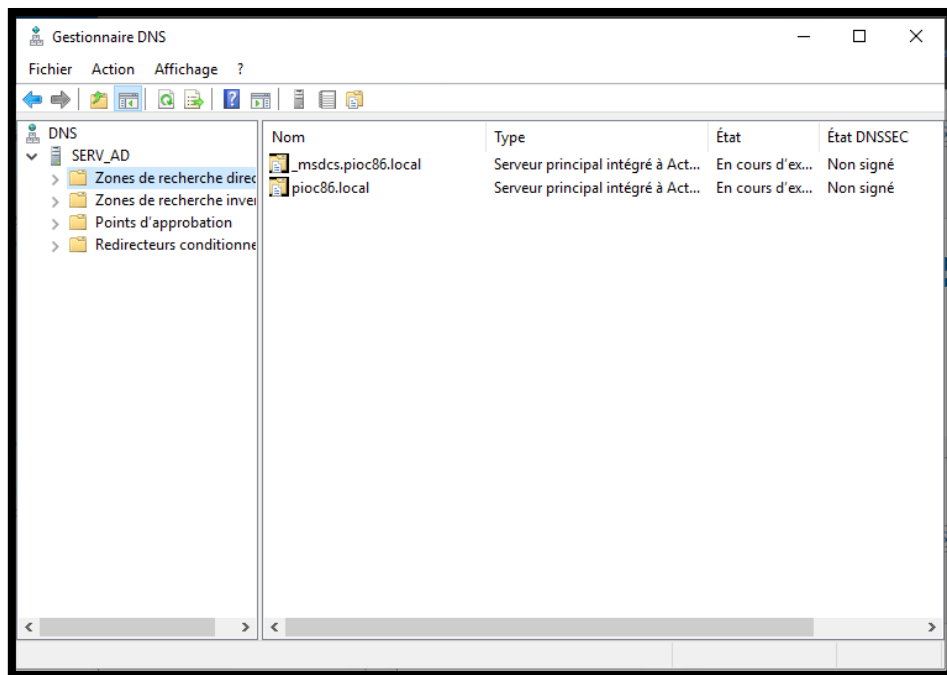 Gestionnaire DNS
Fichier Action Affichage ?
DNS
SERV_AD
Zones de recherche direc
Zones de recherche inver
Points d'approbation
Redirecteurs conditionne
Nom Type État État DNSSEC
_msdcs.pioc86.local Serveur principal intégré à Act... En cours d'ex... Non signé
pioc86.local Serveur principal intégré à Act... En cours d'ex... Non signé